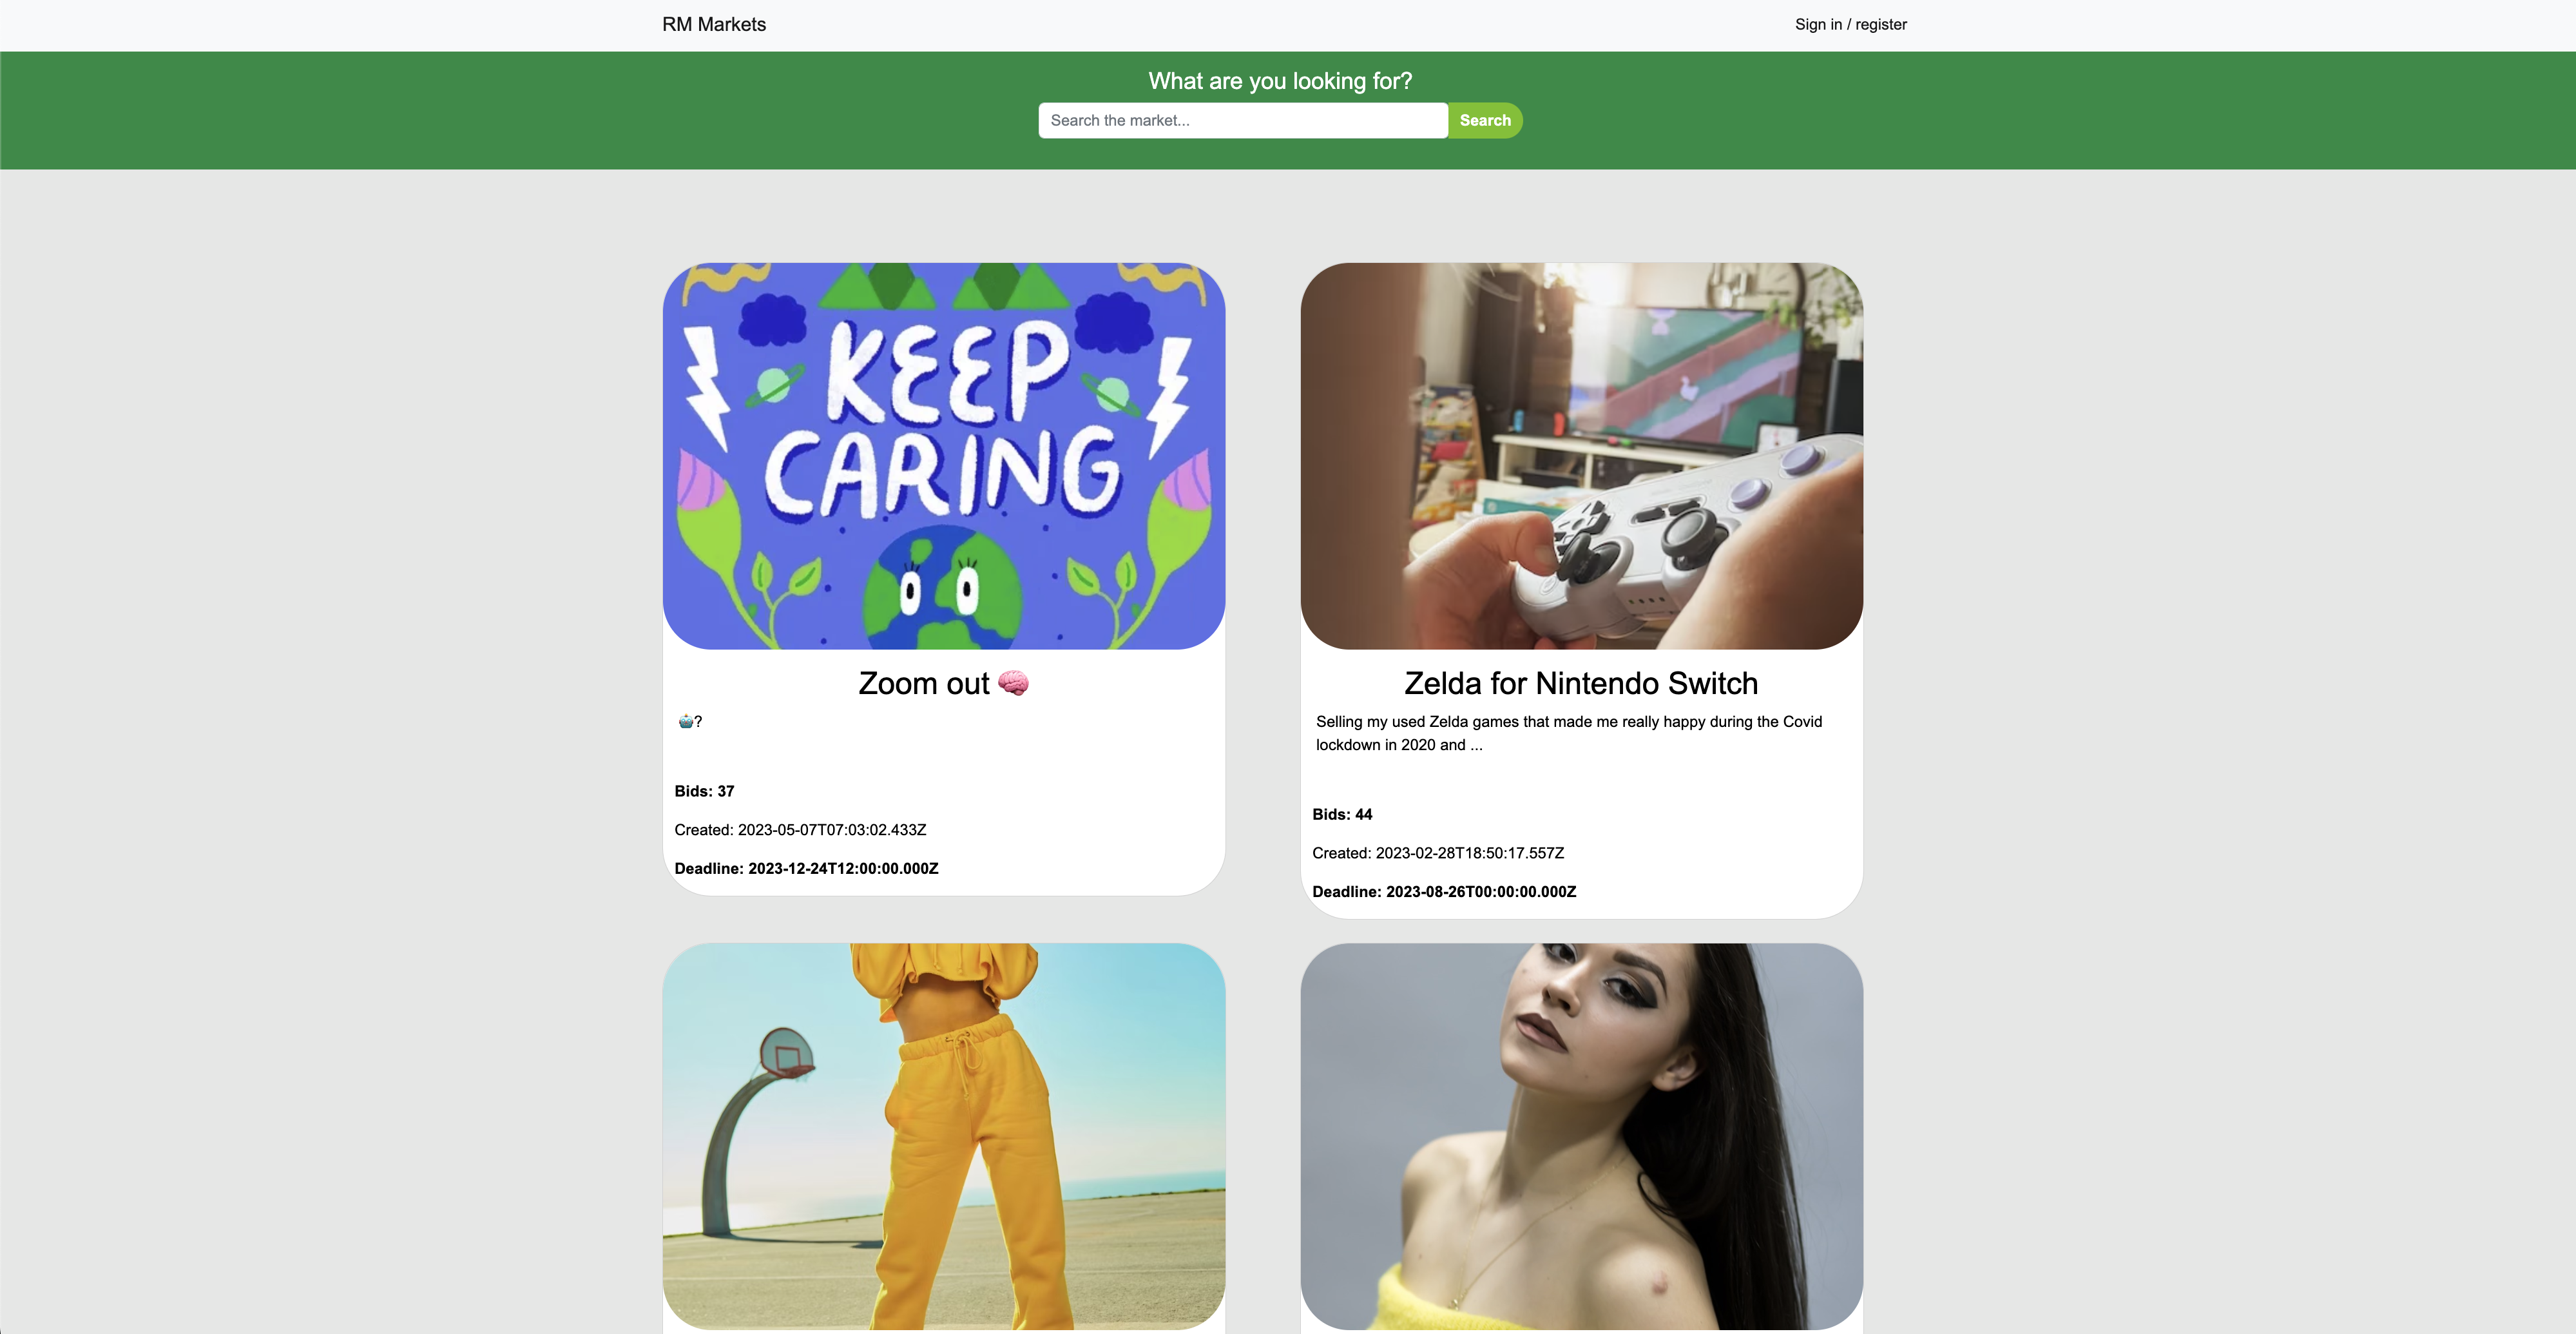 RM Markets
Sign in / register
What are you looking for?
Search the market...
Search
KEEP
CARING
Zoom out 🧠
🤖?
Bids: 37
Created: 2023-05-07T07:03:02.433Z
Deadline: 2023-12-24T12:00:00.000Z
Zelda for Nintendo Switch
Selling my used Zelda games that made me really happy during the Covid
lockdown in 2020 and ...
Bids: 44
Created: 2023-02-28T18:50:17.557Z
Deadline: 2023-08-26T00:00:00.000Z